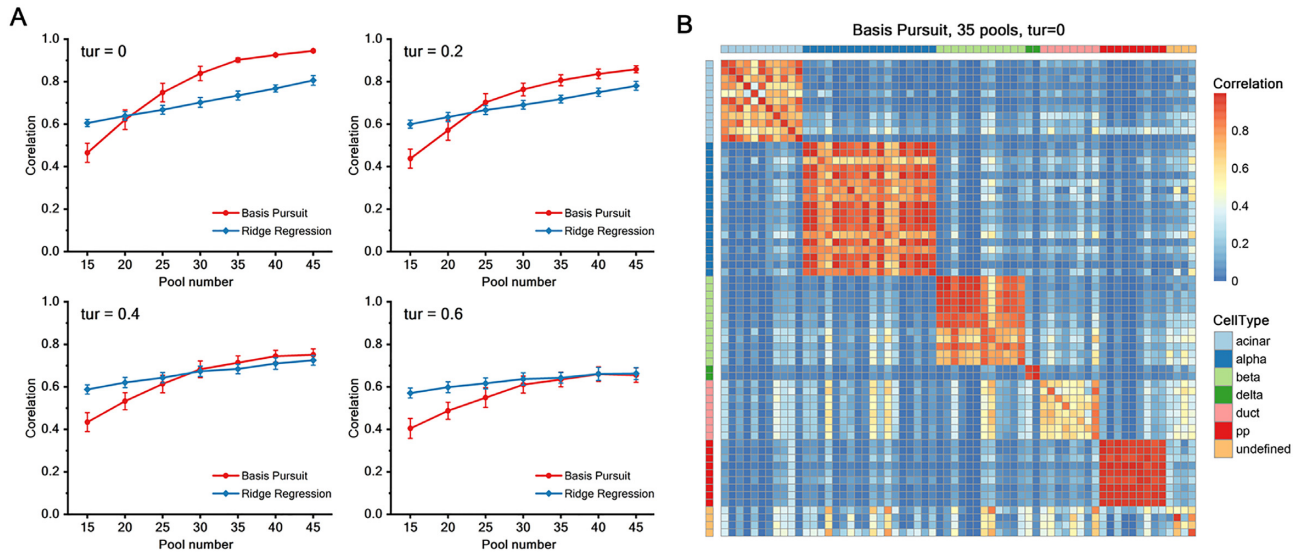 A
tur = 0
Corelation
1.0
0.8
0.6
0.4
0.2
0.0
Basis Pursuit
Ridge Regression
15 20 25 30 35 40 45
Pool number
tur = 0.2
Corelation
1.0
0.8
0.6
0.4
0.2
0.0
Basis Pursuit
Ridge Regression
15 20 25 30 35 40 45
Pool number
tur = 0.4
Corelation
1.0
0.8
0.6
0.4
0.2
0.0
Basis Pursuit
Ridge Regression
15 20 25 30 35 40 45
Pool number
tur = 0.6
Corelation
1.0
0.8
0.6
0.4
0.2
0.0
Basis Pursuit
Ridge Regression
15 20 25 30 35 40 45
Pool number
B
Basis Pursuit, 35 pools, tur=0
Correlation
0.8
0.6
0.4
0.2
0
CellType
acinar
alpha
beta
delta
duct
pp
undefined